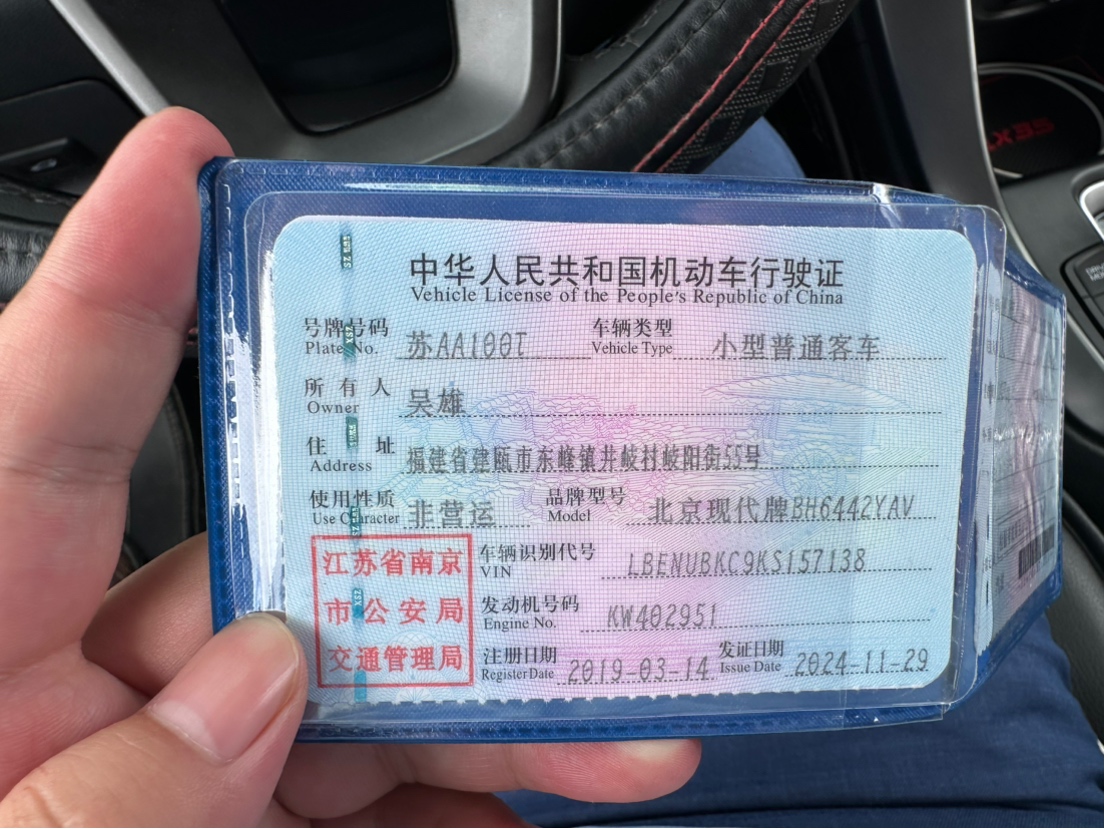 中华人民共和国机动车行驶证
Vehicle License of the People's Republic of China
号牌号码 苏AA100T 车辆类型 小型普通客车
Plate No. Vehicle Type
所有人 吴雄
Owner
住址 福建省建瓯市东峰镇井岐村岐阳街55号
Address
使用性质 非营运 品牌型号 北京现代牌BH6442YAV
Use Character Model
江苏省南京
市公安局
交通管理局
车辆识别代号 LBENUBKC9KS157138
VIN
发动机号码 KW402951
Engine No.
注册日期 2019-03-14 发证日期 2024-11-29
Register Date Issue Date